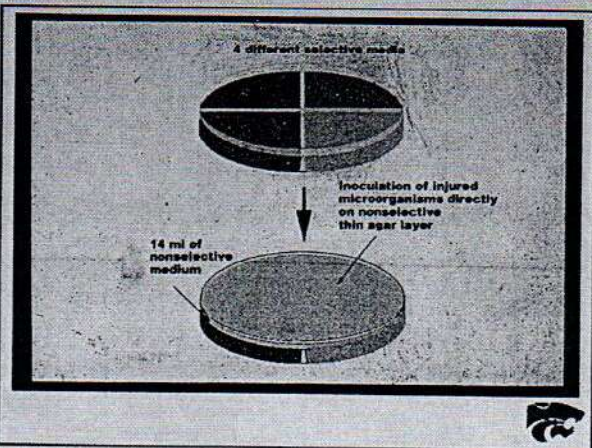 4 different selective media
Inoculation of injured
microorganisms directly
on nonselective
thin agar layer
14 ml of
nonselective
medium